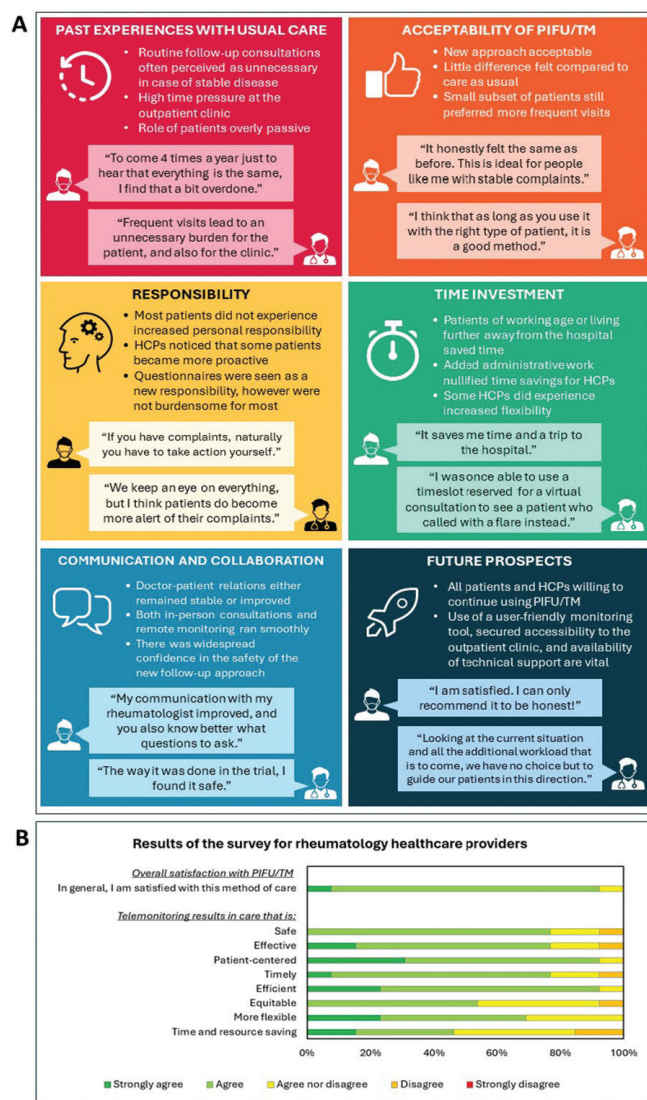 A
PAST EXPERIENCES WITH USUAL CARE
• Routine follow-up consultations
often perceived as unnecessary
in case of stable disease
• High time pressure at the
outpatient clinic
• Role of patients overly passive
“To come 4 times a year just to
hear that everything is the same,
I find that a bit overdone.”
“Frequent visits lead to an
unnecessary burden for the
patient, and also for the clinic.”
ACCEPTABILITY OF PIFU/TM
• New approach acceptable
• Little difference felt compared to
care as usual
• Small subset of patients still
preferred more frequent visits
“It honestly felt the same as
before. This is ideal for people
like me with stable complaints.”
“I think that as long as you use it
with the right type of patient, it is
a good method.”
RESPONSIBILITY
• Most patients did not experience
increased personal responsibility
• HCPs noticed that some patients
became more proactive
• Questionnaires were seen as a
new responsibility, however were
not burdensome for most
“If you have complaints, naturally
you have to take action yourself.”
“We keep an eye on everything,
but I think patients do become
more alert of their complaints.”
TIME INVESTMENT
• Patients of working age or living
further away from the hospital
saved time
• Added administrative work
nullified time savings for HCPs
• Some HCPs did experience
increased flexibility
“It saves me time and a trip to
the hospital.”
“I was once able to use a
timeslot reserved for a virtual
consultation to see a patient who
called with a flare instead.”
COMMUNICATION AND COLLABORATION
• Doctor-patient relations either
remained stable or improved
• Both in-person consultations and
remote monitoring ran smoothly
• There was widespread
confidence in the safety of the
new follow-up approach
“My communication with my
rheumatologist improved, and
you also know better what
questions to ask.”
“The way it was done in the trial, I
found it safe.”
FUTURE PROSPECTS
• All patients and HCPs willing to
continue using PIFU/TM
• Use of a user-friendly monitoring
tool, secured accessibility to the
outpatient clinic, and availability
of technical support are vital
“I am satisfied. I can only
recommend it to be honest!”
“Looking at the current situation
and all the additional workload that
is to come, we have no choice but to
guide our patients in this direction.”
B
Results of the survey for rheumatology healthcare providers
Overall satisfaction with PIFU/TM
In general, I am satisfied with this method of care
Telemonitoring results in care that is:
Safe
Effective
Patient-centered
Timely
Efficient
Equitable
More flexible
Time and resource saving
0% 20% 40% 60% 80% 100%
Strongly agree Agree Agree nor disagree Disagree Strongly disagree